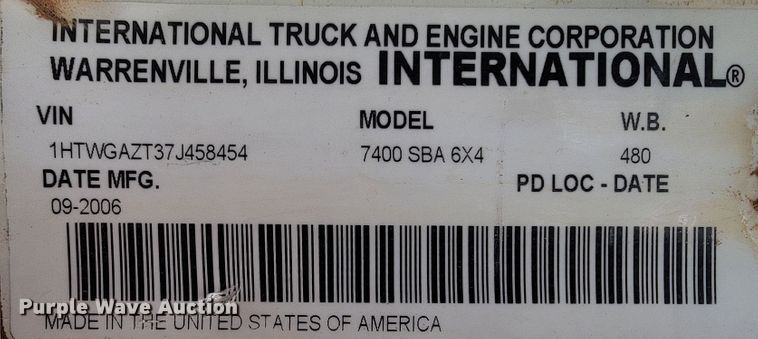 INTERNATIONAL TRUCK AND ENGINE CORPORATION
WARRENVILLE, ILLINOIS INTERNATIONAL®
VIN MODEL W.B.
1HTWGAZT37J458454 7400 SBA 6X4 480
DATE MFG. PD LOC - DATE
09-2006
Purple Wave Auction
MADE IN THE UNITED STATES OF AMERICA